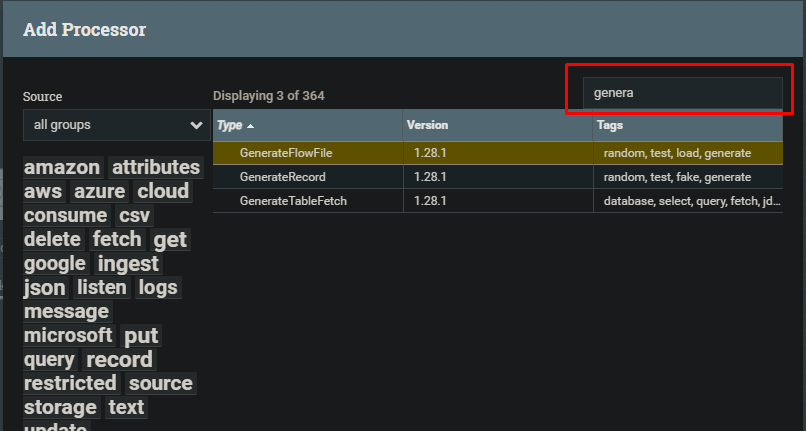 Add Processor
Source
Displaying 3 of 364
genera
all groups
Type Version Tags
GenerateFlowFile 1.28.1 random, test, load, generate
GenerateRecord 1.28.1 random, test, fake, generate
GenerateTableFetch 1.28.1 database, select, query, fetch, jd...
amazon attributes
aws azure cloud
consume csv
delete fetch get
google ingest
json listen logs
message
microsoft put
query record
restricted source
storage text
update